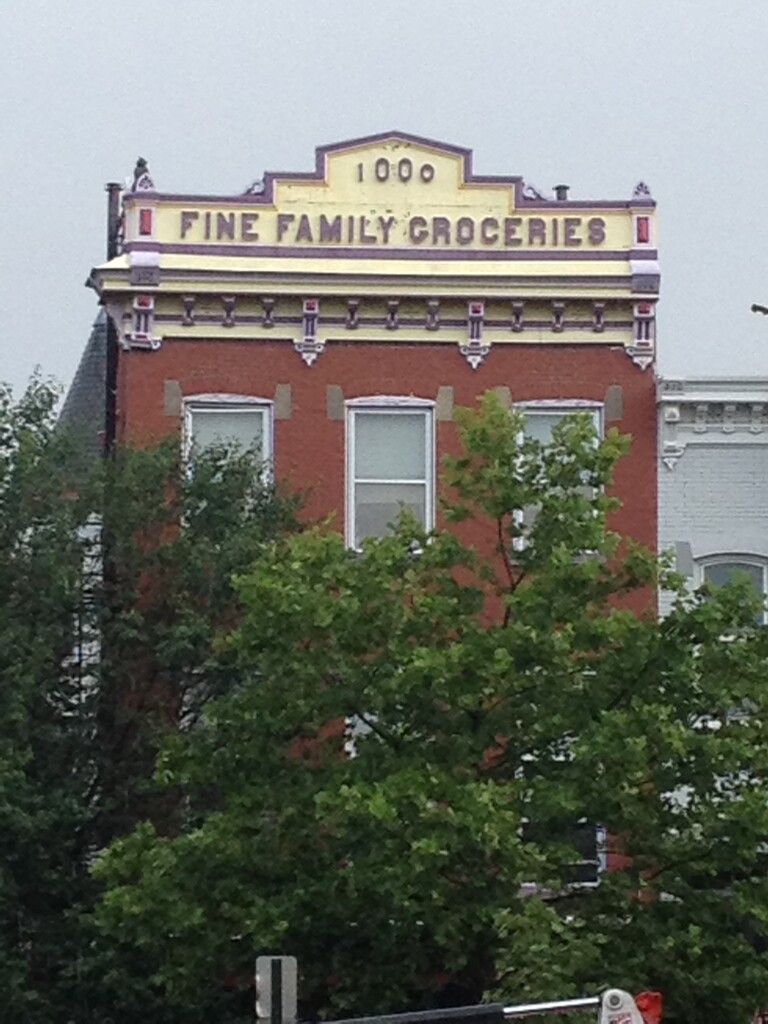 1000
FINE FAMILY GROCERIES